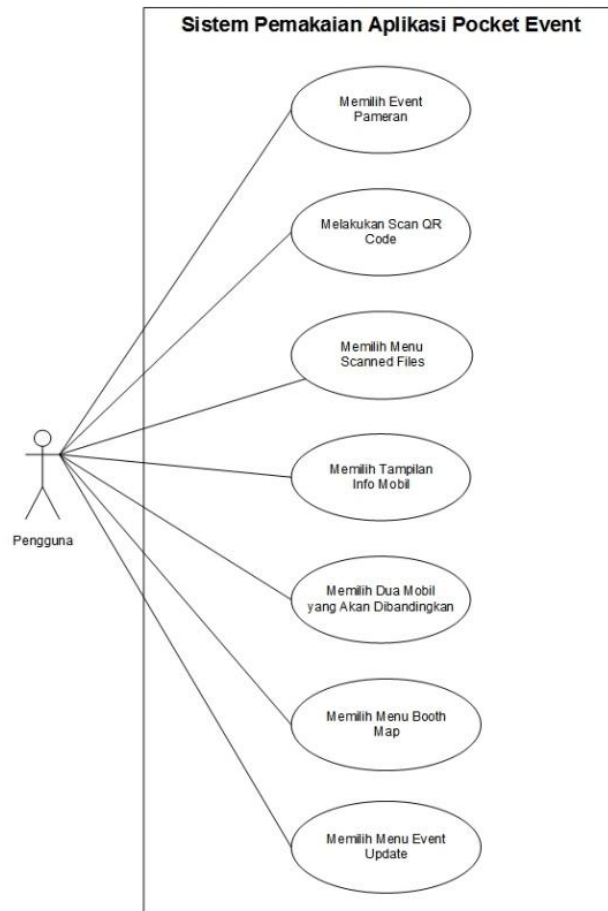 Sistem Pemakaian Aplikasi Pocket Event
Memilih Event
Pameran
Melakukan Scan QR
Code
Memilih Menu
Scanned Files
Memilih Tampilan
Info Mobil
Pengguna
Memilih Dua Mobil
yang Akan Dibandingkan
Memilih Menu Booth
Map
Memilih Menu Event
Update